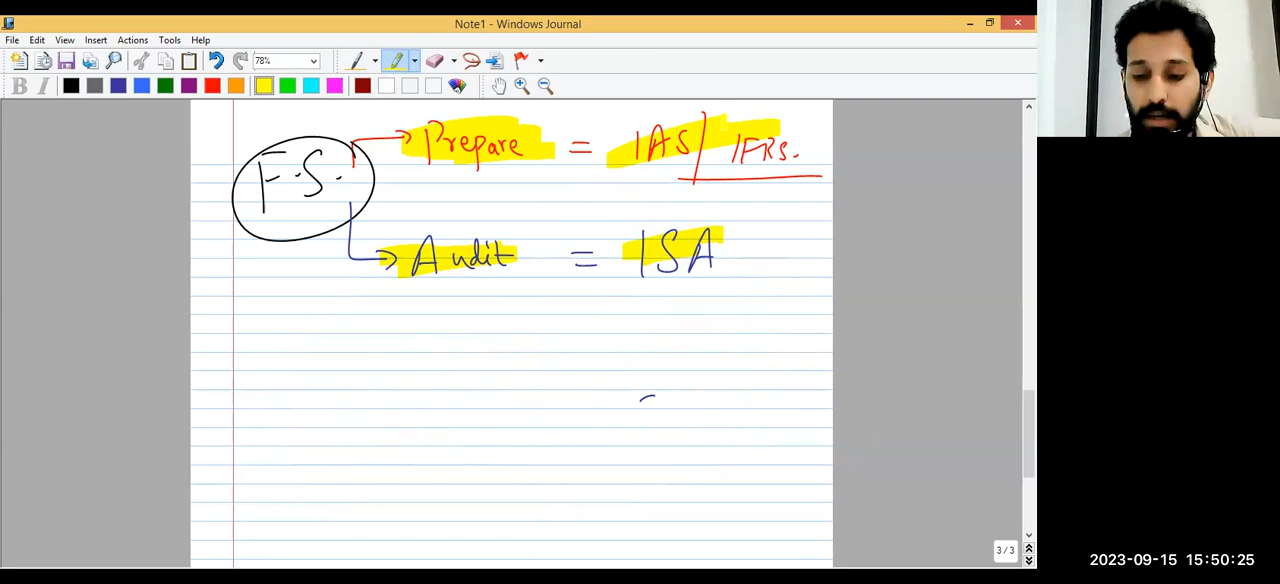 Note1 - Windows Journal
File Edit View Insert Actions Tools Help
78%
B I
Prepare = IAS / IFRS.
F.S.
Audit = ISA
3 / 3
2023-09-15 15:50:25